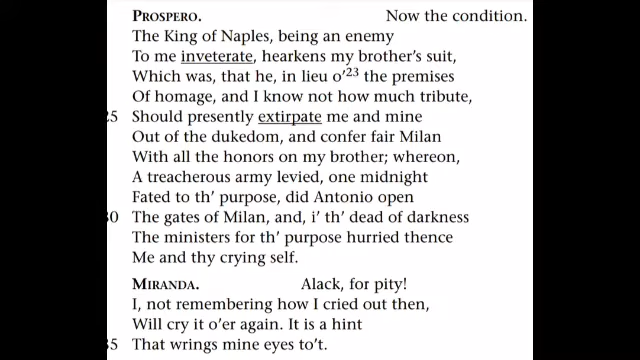 PROSPERO. Now the condition.
The King of Naples, being an enemy
To me inveterate, hearkens my brother's suit,
Which was, that he, in lieu o'23 the premises
Of homage, and I know not how much tribute,
25 Should presently extirpate me and mine
Out of the dukedom, and confer fair Milan
With all the honors on my brother; whereon,
A treacherous army levied, one midnight
Fated to th' purpose, did Antonio open
30 The gates of Milan, and, i' th' dead of darkness
The ministers for th' purpose hurried thence
Me and thy crying self.
MIRANDA. Alack, for pity!
I, not remembering how I cried out then,
Will cry it o'er again. It is a hint
35 That wrings mine eyes to't.